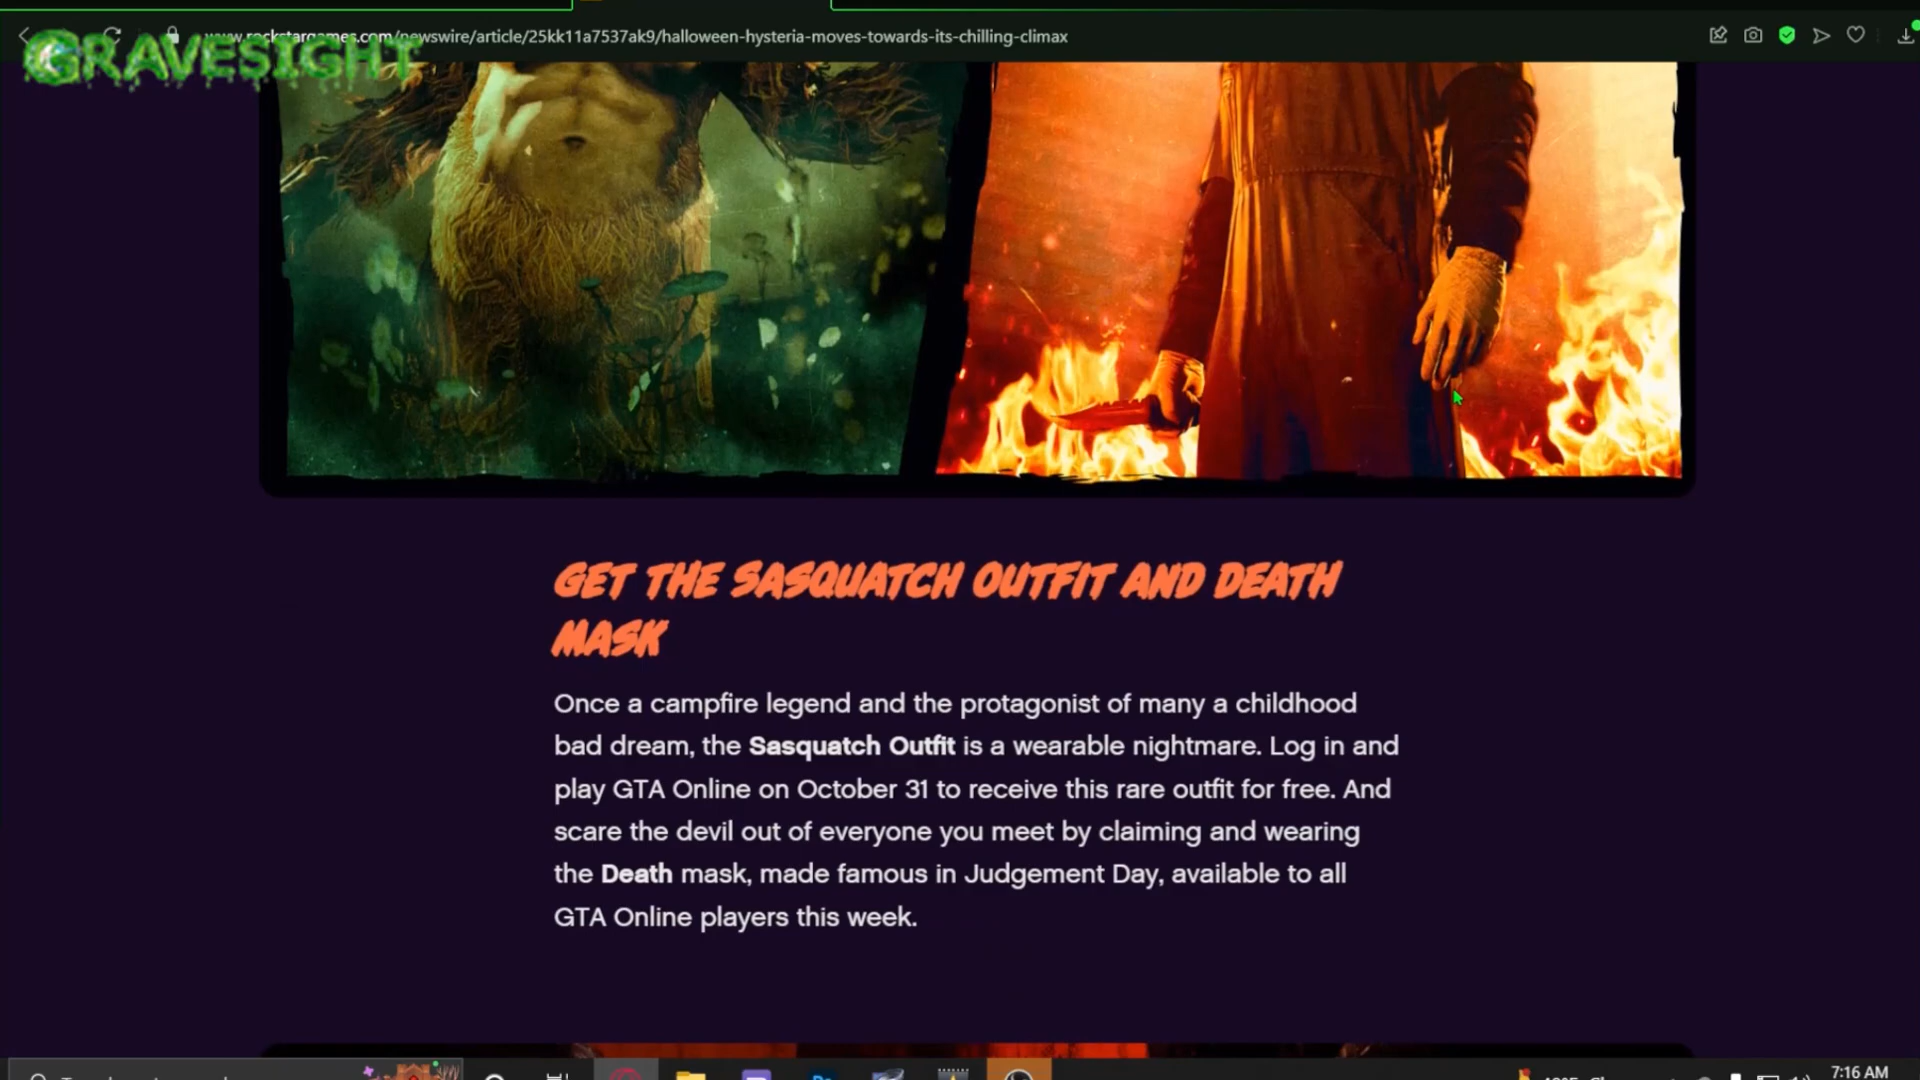 www.rockstargames.com/newswire/article/25kk11a7537ak9/halloween-hysteria-moves-towards-its-chilling-climax
GRAVESIGHT
GET THE SASQUATCH OUTFIT AND DEATH
MASK
Once a campfire legend and the protagonist of many a childhood
bad dream, the Sasquatch Outfit is a wearable nightmare. Log in and
play GTA Online on October 31 to receive this rare outfit for free. And
scare the devil out of everyone you meet by claiming and wearing
the Death mask, made famous in Judgement Day, available to all
GTA Online players this week.
7:16 AM